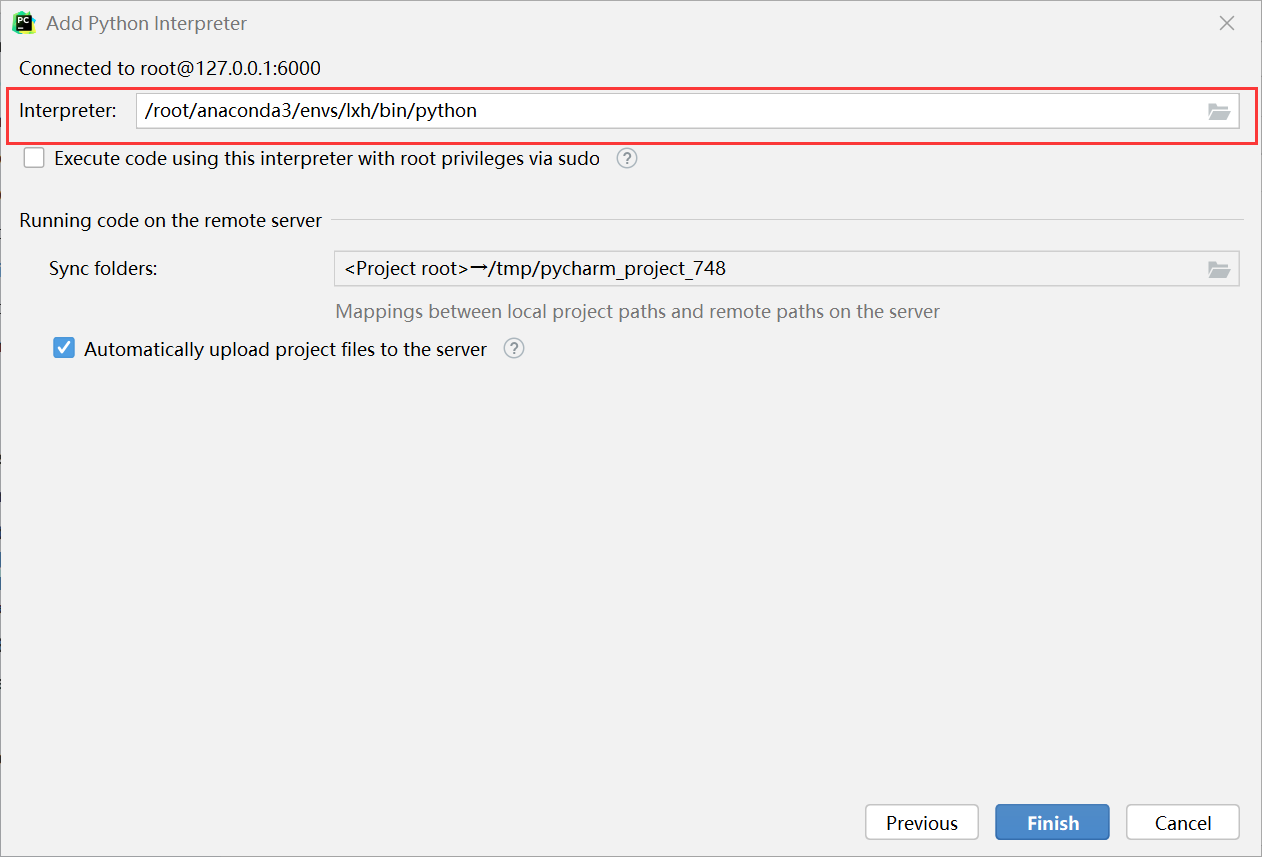 Add Python Interpreter
Connected to root@127.0.0.1:6000
Interpreter: /root/anaconda3/envs/lxh/bin/python
Execute code using this interpreter with root privileges via sudo ?
Running code on the remote server
Sync folders: <Project root>→/tmp/pycharm_project_748
Mappings between local project paths and remote paths on the server
Automatically upload project files to the server ?
Previous Finish Cancel